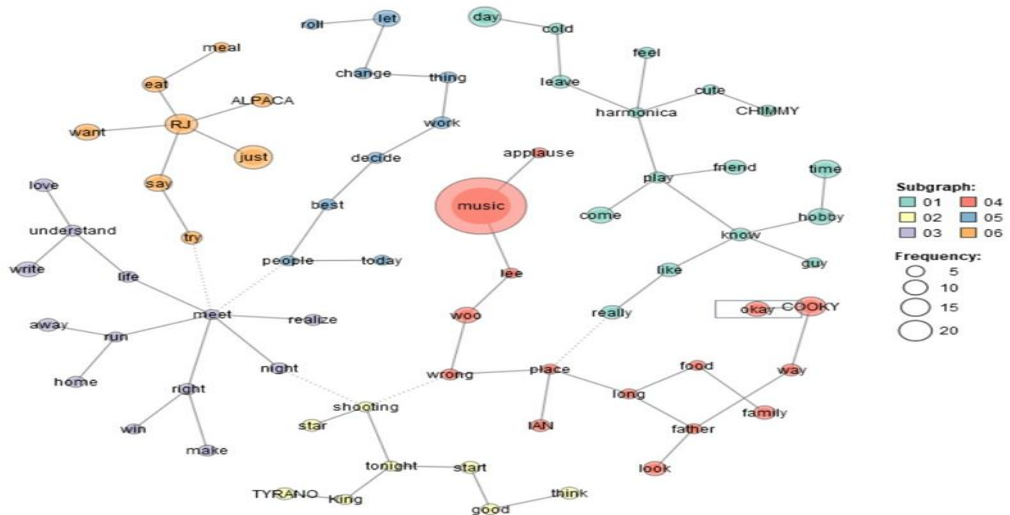 roll
let
day
cold
meal
feel
change
thing
leave
eat
cute
ALPACA
harmonica
CHIMMY
work
want
RJ
just
decide
applause
friend
time
play
say
love
best
music
come
hobby
understand
try
know
write
people
today
like
guy
life
lee
meet
realize
woo
really
okay
COOKY
away
run
night
wrong
place
food
way
home
right
long
shooting
family
win
star
IAN
father
make
tonight
start
look
TYRANO
King
good
think
Subgraph:
01 04
02 05
03 06
Frequency:
5
10
15
20